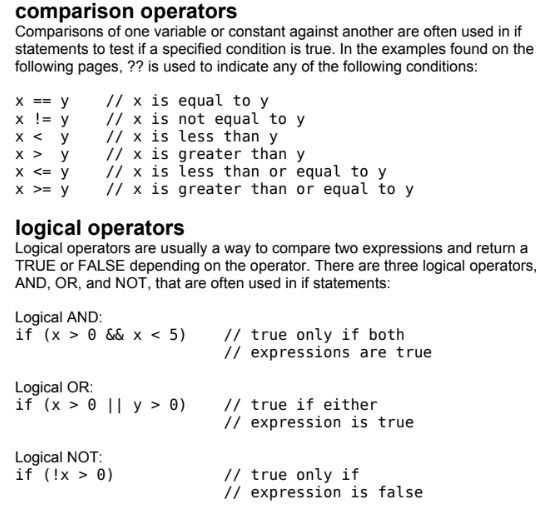 comparison operators
Comparisons of one variable or constant against another are often used in if
statements to test if a specified condition is true. In the examples found on the
following pages, ?? is used to indicate any of the following conditions:
x == y // x is equal to y
x != y // x is not equal to y
x < y // x is less than y
x > y // x is greater than y
x <= y // x is less than or equal to y
x >= y // x is greater than or equal to y
logical operators
Logical operators are usually a way to compare two expressions and return a
TRUE or FALSE depending on the operator. There are three logical operators,
AND, OR, and NOT, that are often used in if statements:
Logical AND:
if (x > 0 && x < 5) // true only if both
// expressions are true
Logical OR:
if (x > 0 || y > 0) // true if either
// expression is true
Logical NOT:
if (!x > 0) // true only if
// expression is false